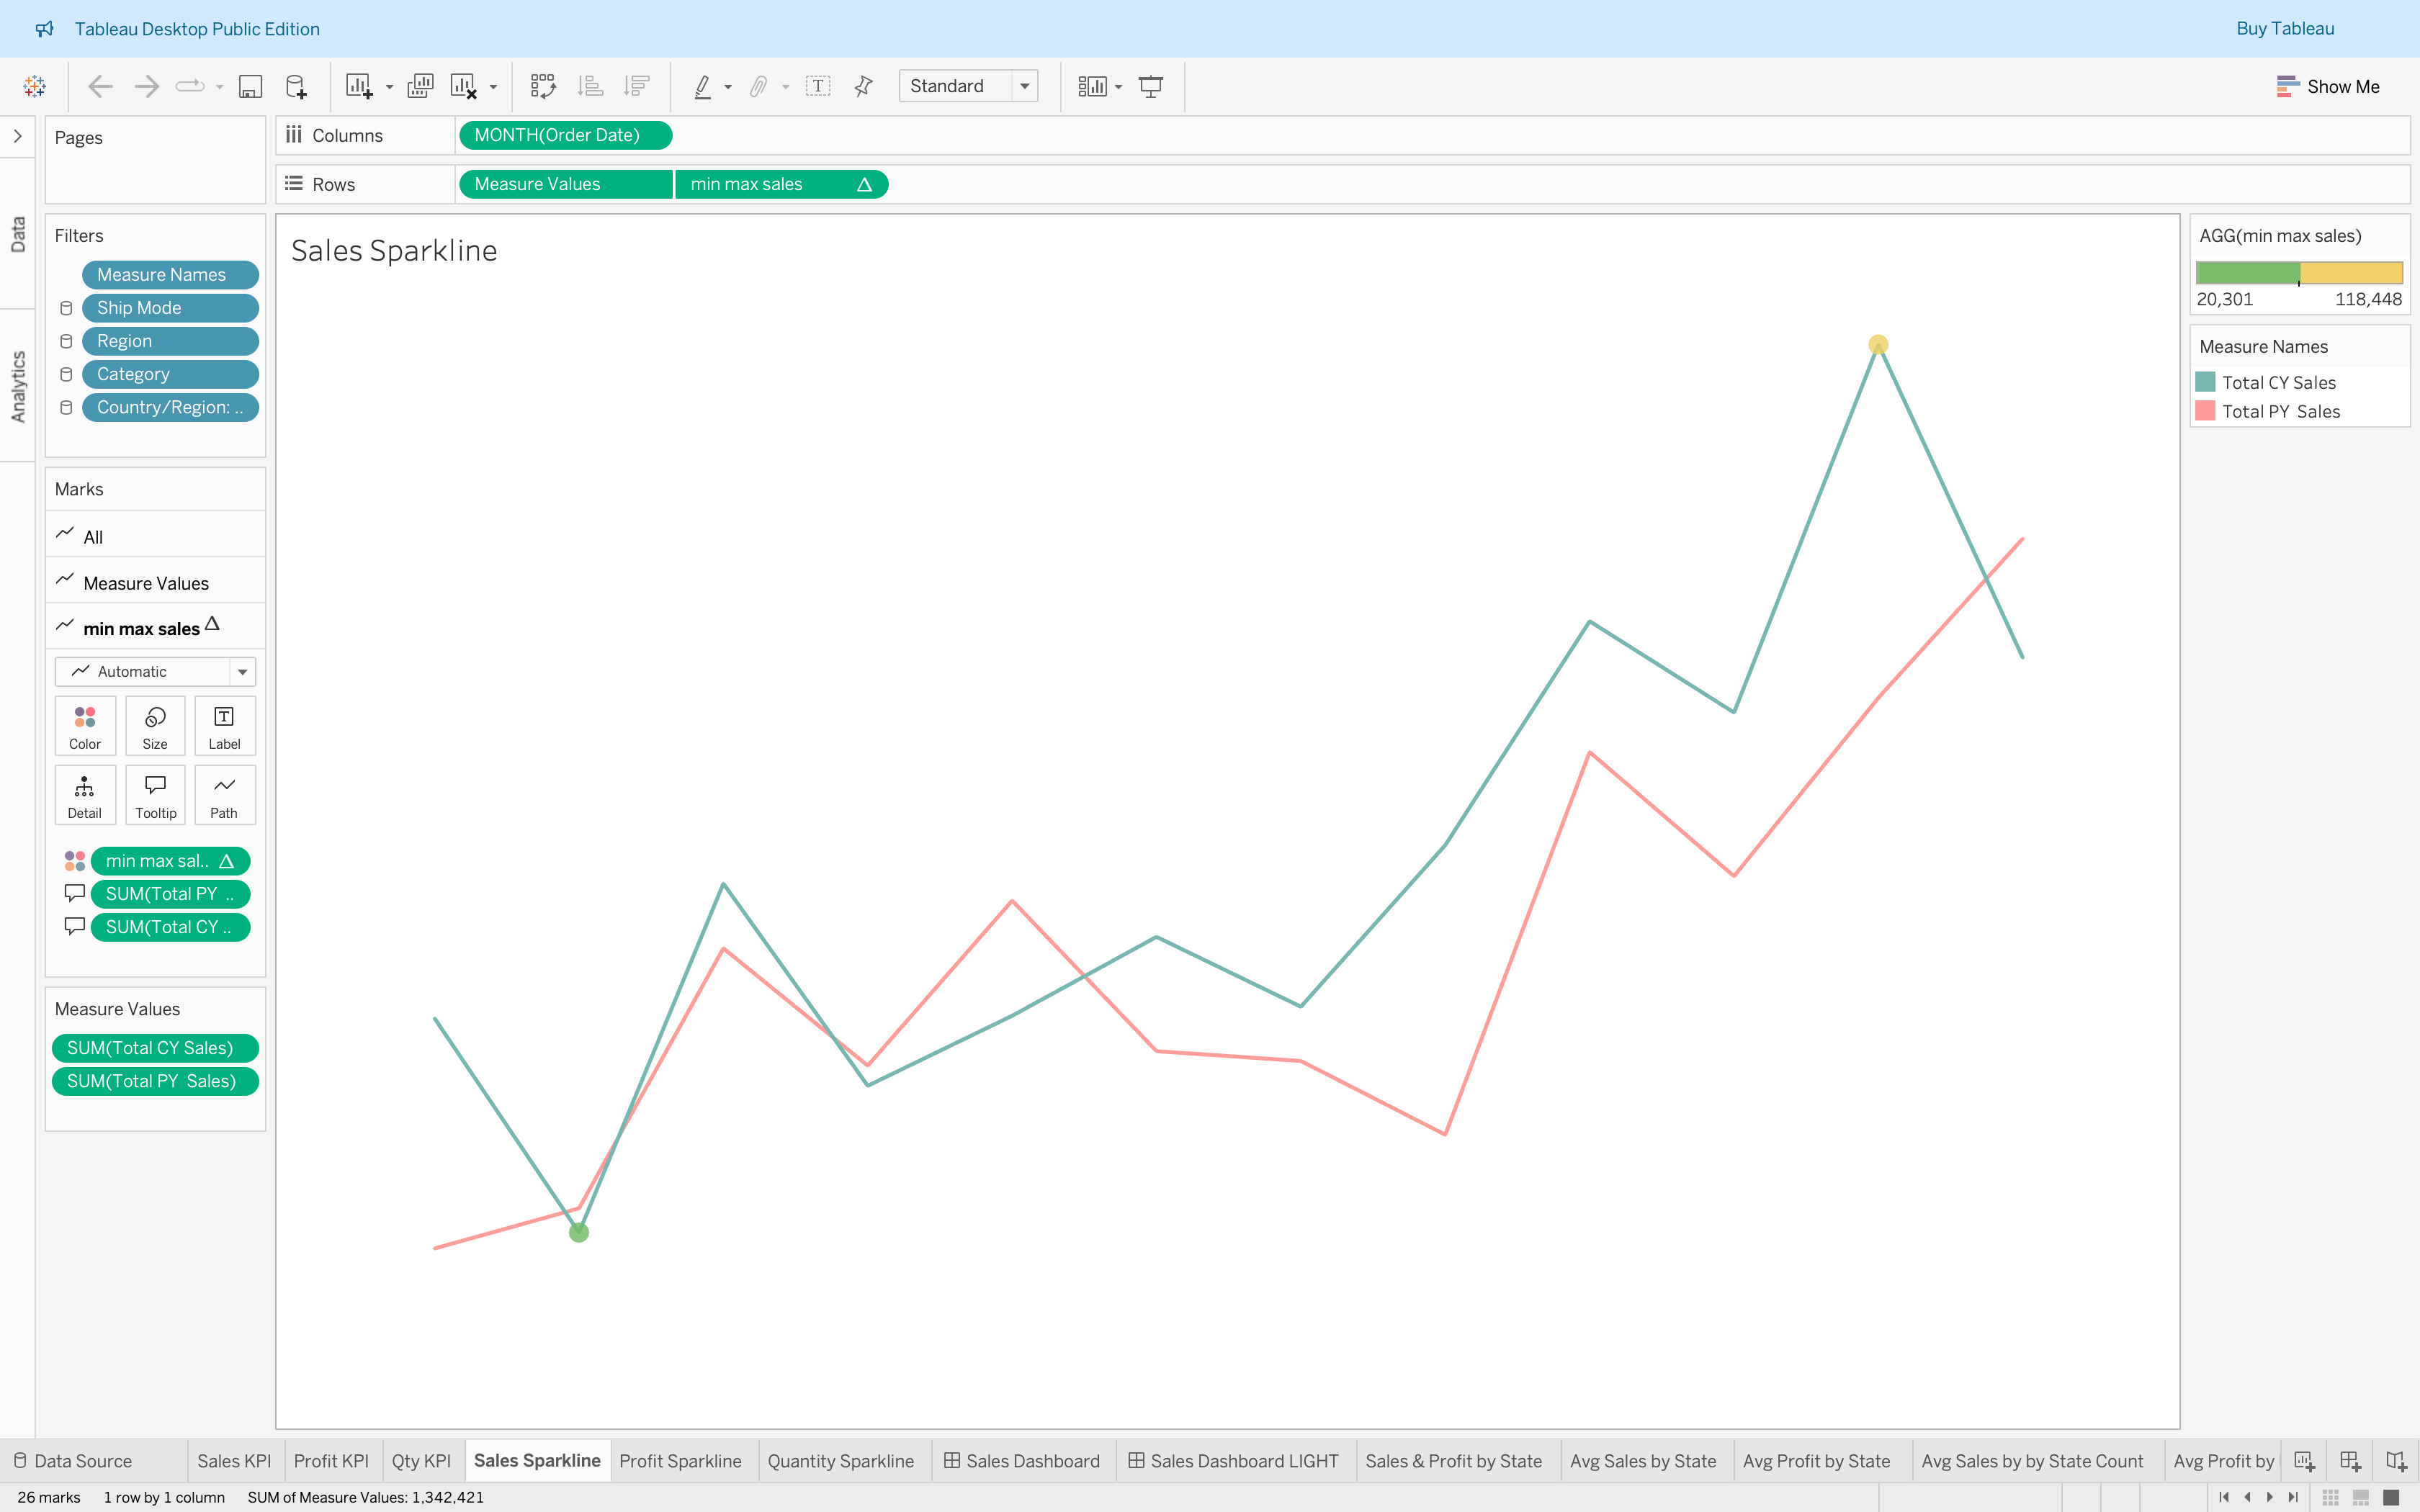 Tableau Desktop Public Edition
Buy Tableau
Standard
Show Me
Pages
Columns
MONTH(Order Date)
Rows
Measure Values
min max sales
Data
Analytics
Filters
Measure Names
Ship Mode
Region
Category
Country/Region: ..
Marks
All
Measure Values
min max sales
Automatic
Color
Size
Label
Detail
Tooltip
Path
min max sal..
SUM(Total PY ..
SUM(Total CY ..
Measure Values
SUM(Total CY Sales)
SUM(Total PY  Sales)
Sales Sparkline
AGG(min max sales)
20,301
118,448
Measure Names
Total CY Sales
Total PY  Sales
Data Source
Sales KPI
Profit KPI
Qty KPI
Sales Sparkline
Profit Sparkline
Quantity Sparkline
Sales Dashboard
Sales Dashboard LIGHT
Sales & Profit by State
Avg Sales by State
Avg Profit by State
Avg Sales by by State Count
Avg Profit by
26 marks
1 row by 1 column
SUM of Measure Values: 1,342,421